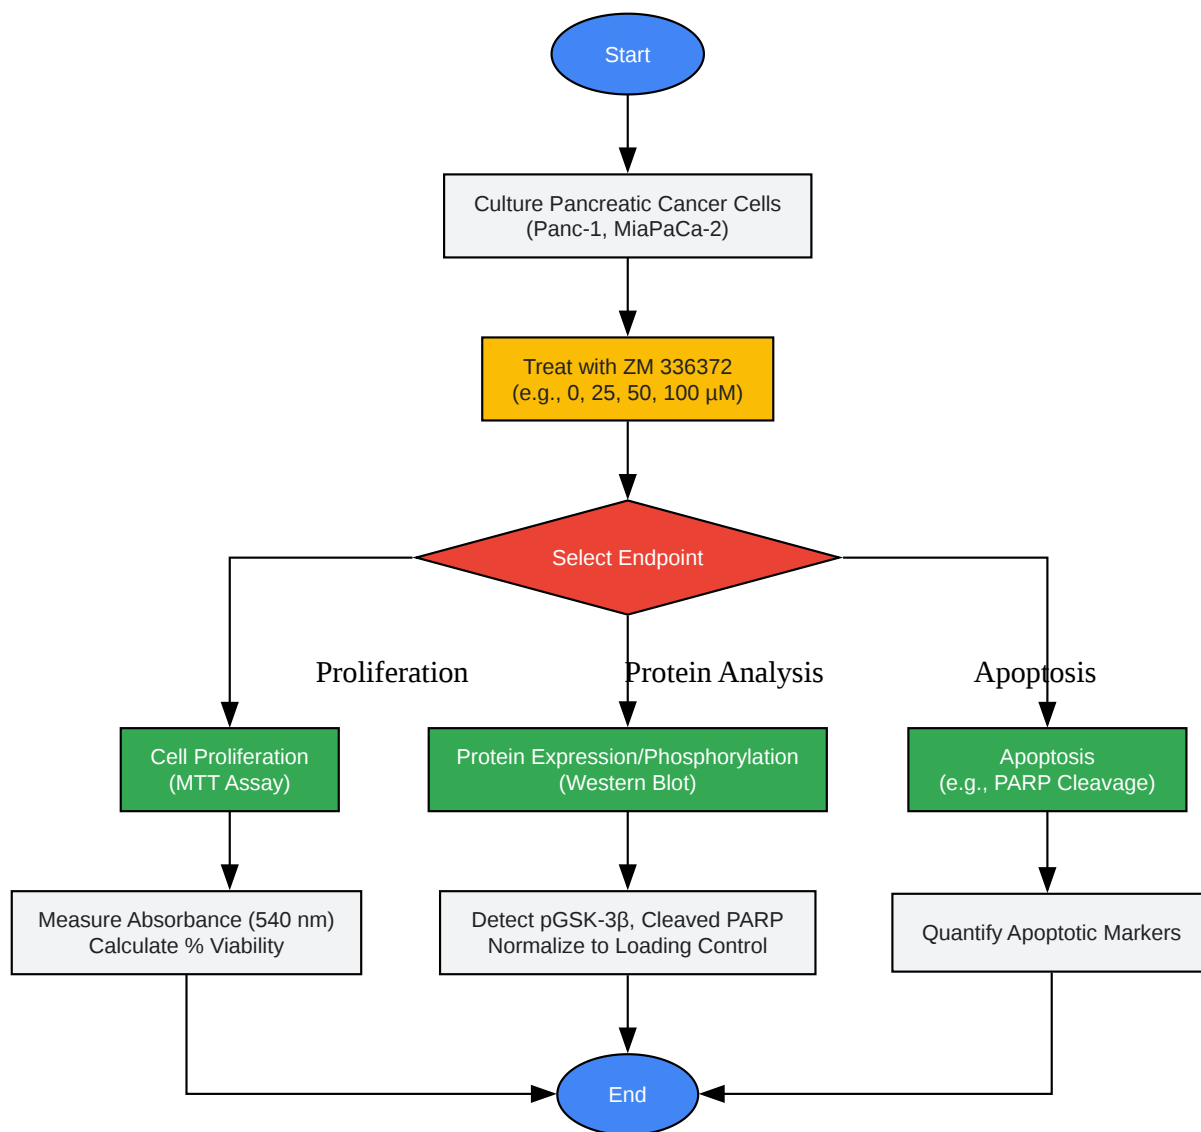 Start
Culture Pancreatic Cancer Cells
(Panc-1, MiaPaCa-2)
Treat with ZM 336372
(e.g., 0, 25, 50, 100 µM)
Select Endpoint
Proliferation
Protein Analysis
Apoptosis
Cell Proliferation
(MTT Assay)
Protein Expression/Phosphorylation
(Western Blot)
Apoptosis
(e.g., PARP Cleavage)
Measure Absorbance (540 nm)
Calculate % Viability
Detect pGSK-3β, Cleaved PARP
Normalize to Loading Control
Quantify Apoptotic Markers
End